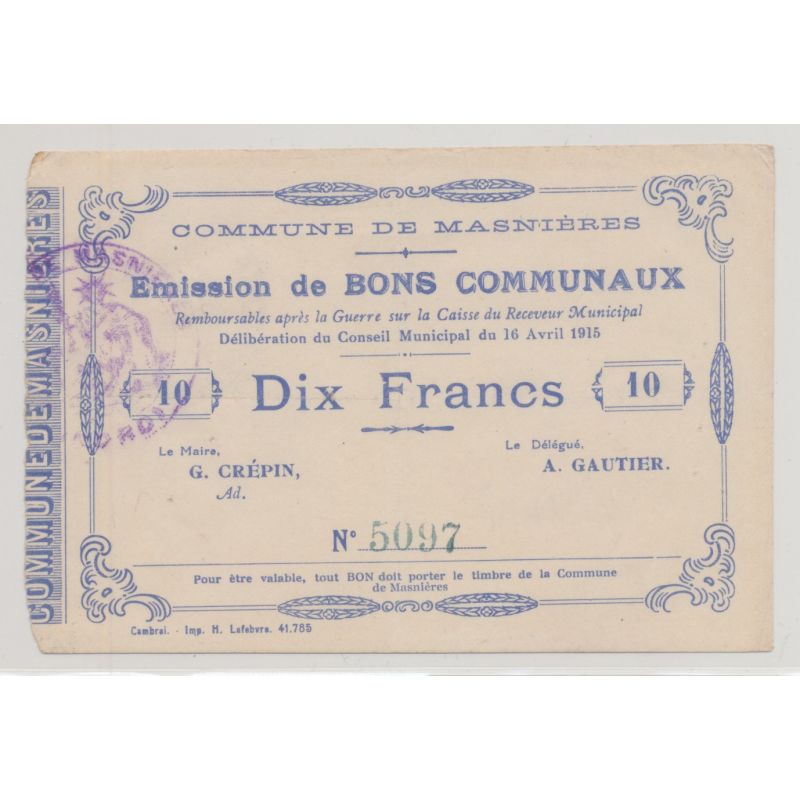 COMMUNE DE MASNIÈRES
COMMUNE DE MASNIÈRES
Emission de BONS COMMUNAUX
Remboursables après la Guerre sur la Caisse du Receveur Municipal
Délibération du Conseil Municipal du 16 Avril 1915
10 Dix Francs 10
Le Maire,
G. CRÉPIN,
Ad.
Le Délégué,
A. GAUTIER.
N° 5097
Pour être valable, tout BON doit porter le timbre de la Commune
de Masnières
Cambrai. - Imp. H. Lefebvre. 41.785